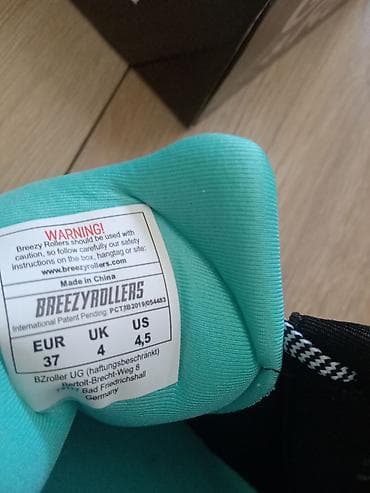 WARNING!
Breezy Rollers should be used with
caution, so follow carefully our safety
instructions on the box, hangtag or site:
www.breezyrollers.com
Made in China
BREEZYROLLERS
International Patent Pending: PCT/IB2019/054483
EUR UK US
37 4 4,5
BZroller UG (haftungsbeschränkt)
Bertolt-Brecht-Weg 8
Bad Friedrichshall
Germany